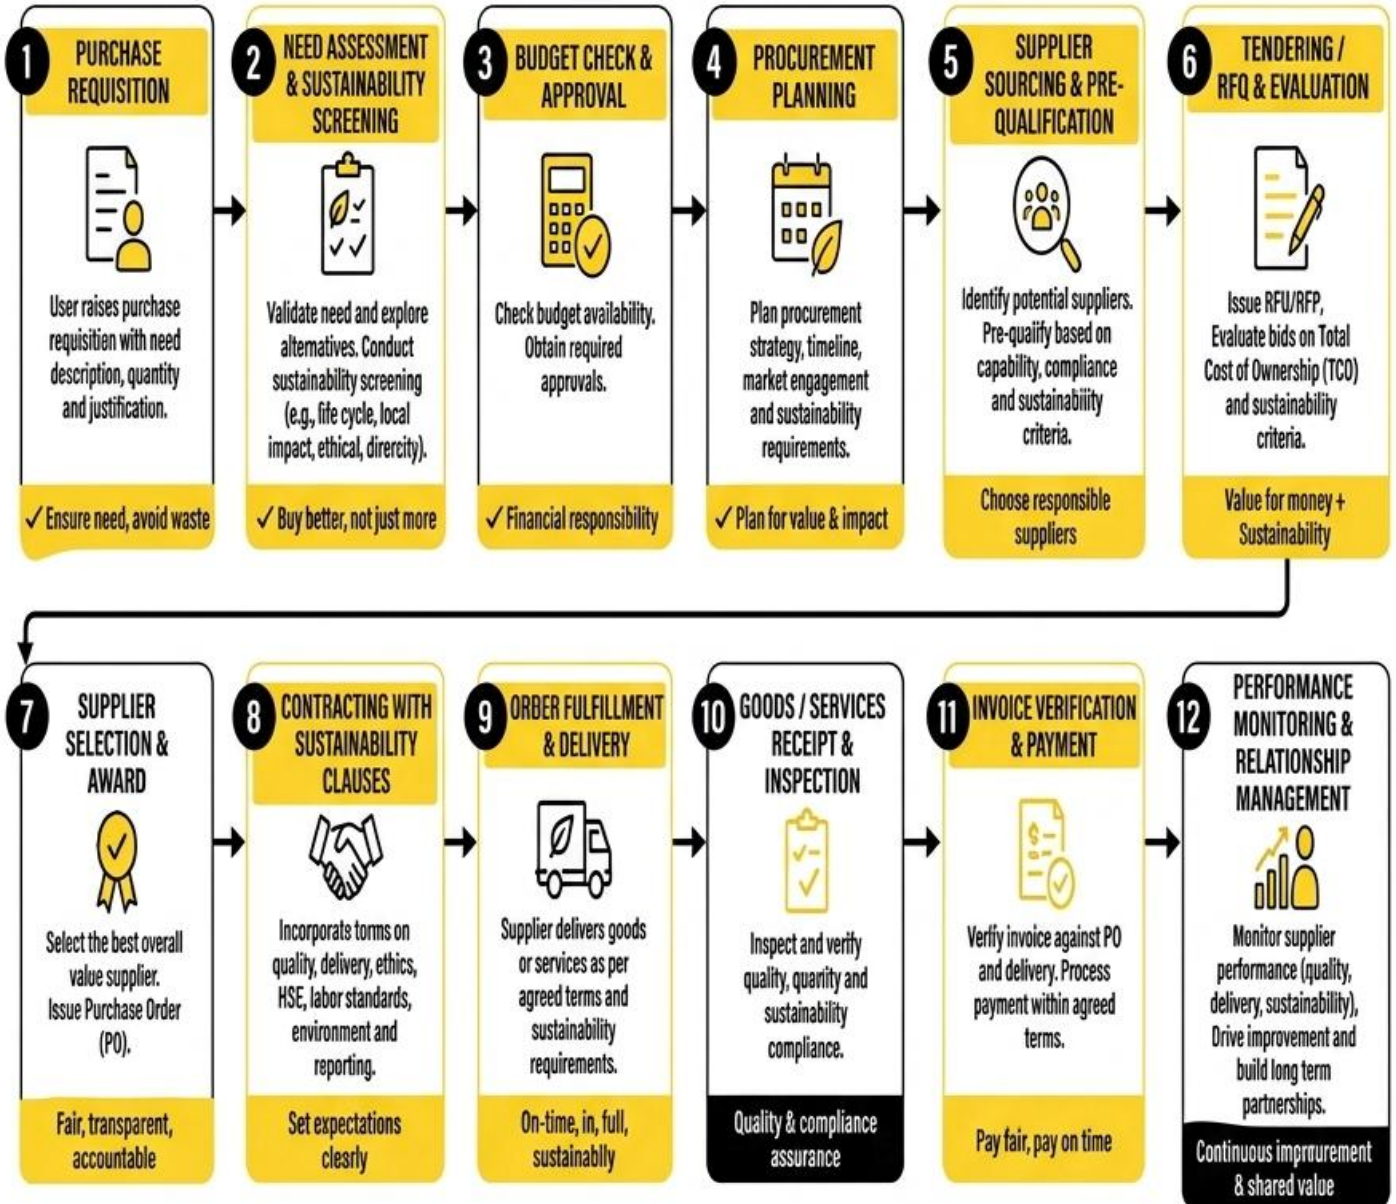 1
PURCHASE
REQUISITION
User raises purchase
requisition with need
description, quantity
and justification.
✓ Ensure need, avoid waste
2
NEED ASSESSMENT
& SUSTAINABILITY
SCREENING
Validate need and explore
alternatives. Conduct
sustainability screening
(e.g., fife cycle, local
impact, ethical, dirercity).
✓ Buy better, not just more
3
BUDGET CHECK &
APPROVAL
Check budget availability.
Obtain required
approvals.
✓ Financial responsibility
4
PROCUREMENT
PLANNING
Plan procurement
strategy, timeline,
market engagement
and sustainability
requirements.
✓ Plan for value & impact
5
SUPPLIER
SOURCING & PRE-
QUALIFICATION
Identify potential suppliers.
Pre-quaiify based on
capability, compliance
and sustainabiiity
criteria.
Choose responsible
suppliers
6
TENDERING /
RFQ & EVALUATION
Issue RFU/RFP,
Evaluate bids on Total
Cost of Ownership (TCO)
and sustainability
criteria.
Value for money +
Sustainability
7
SUPPLIER
SELECTION &
AWARD
Select the best overall
value supplier.
Issue Purchase Order
(PO).
Fair, transparent,
accountable
8
CONTRACTING WITH
SUSTAINABILITY
CLAUSES
Incorporats torms on
quality, delivery, ethics,
HSE, labor standards,
environment and
reporting.
Set expectations
clesrly
9
ORBER FULFILLMENT
& DELIVERY
Supplier delivers goods
or services as per
agreed terms and
sustainability
requirements.
On-time, in, full,
sustainablly
10
GOODS / SERVICES
RECEIPT &
INSPECTION
Inspect and verify
quality, quarity and
sustainability
compliance.
Quality & compliance
assurance
11
INVOICE VERIFICATION
& PAYMENT
Verify invoice against PO
and delivery. Process
payment within agreed
terms.
Pay fair, pay on time
12
PERFORMANCE
MONITORING &
RELATIONSHIP
MANAGEMENT
Monitor supplier
performance (quality,
delivery, sustainability),
Drive improvement and
build long term
partnerships.
Continuous imprrurement
& shared value